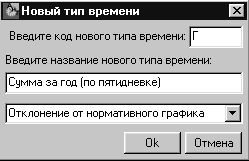 Новый тип времени
Введите код нового типа времени: Г
Введите название нового типа времени:
Сумма за год (по пятидневке)
Отклонение от нормативного графика
Ok Отмена